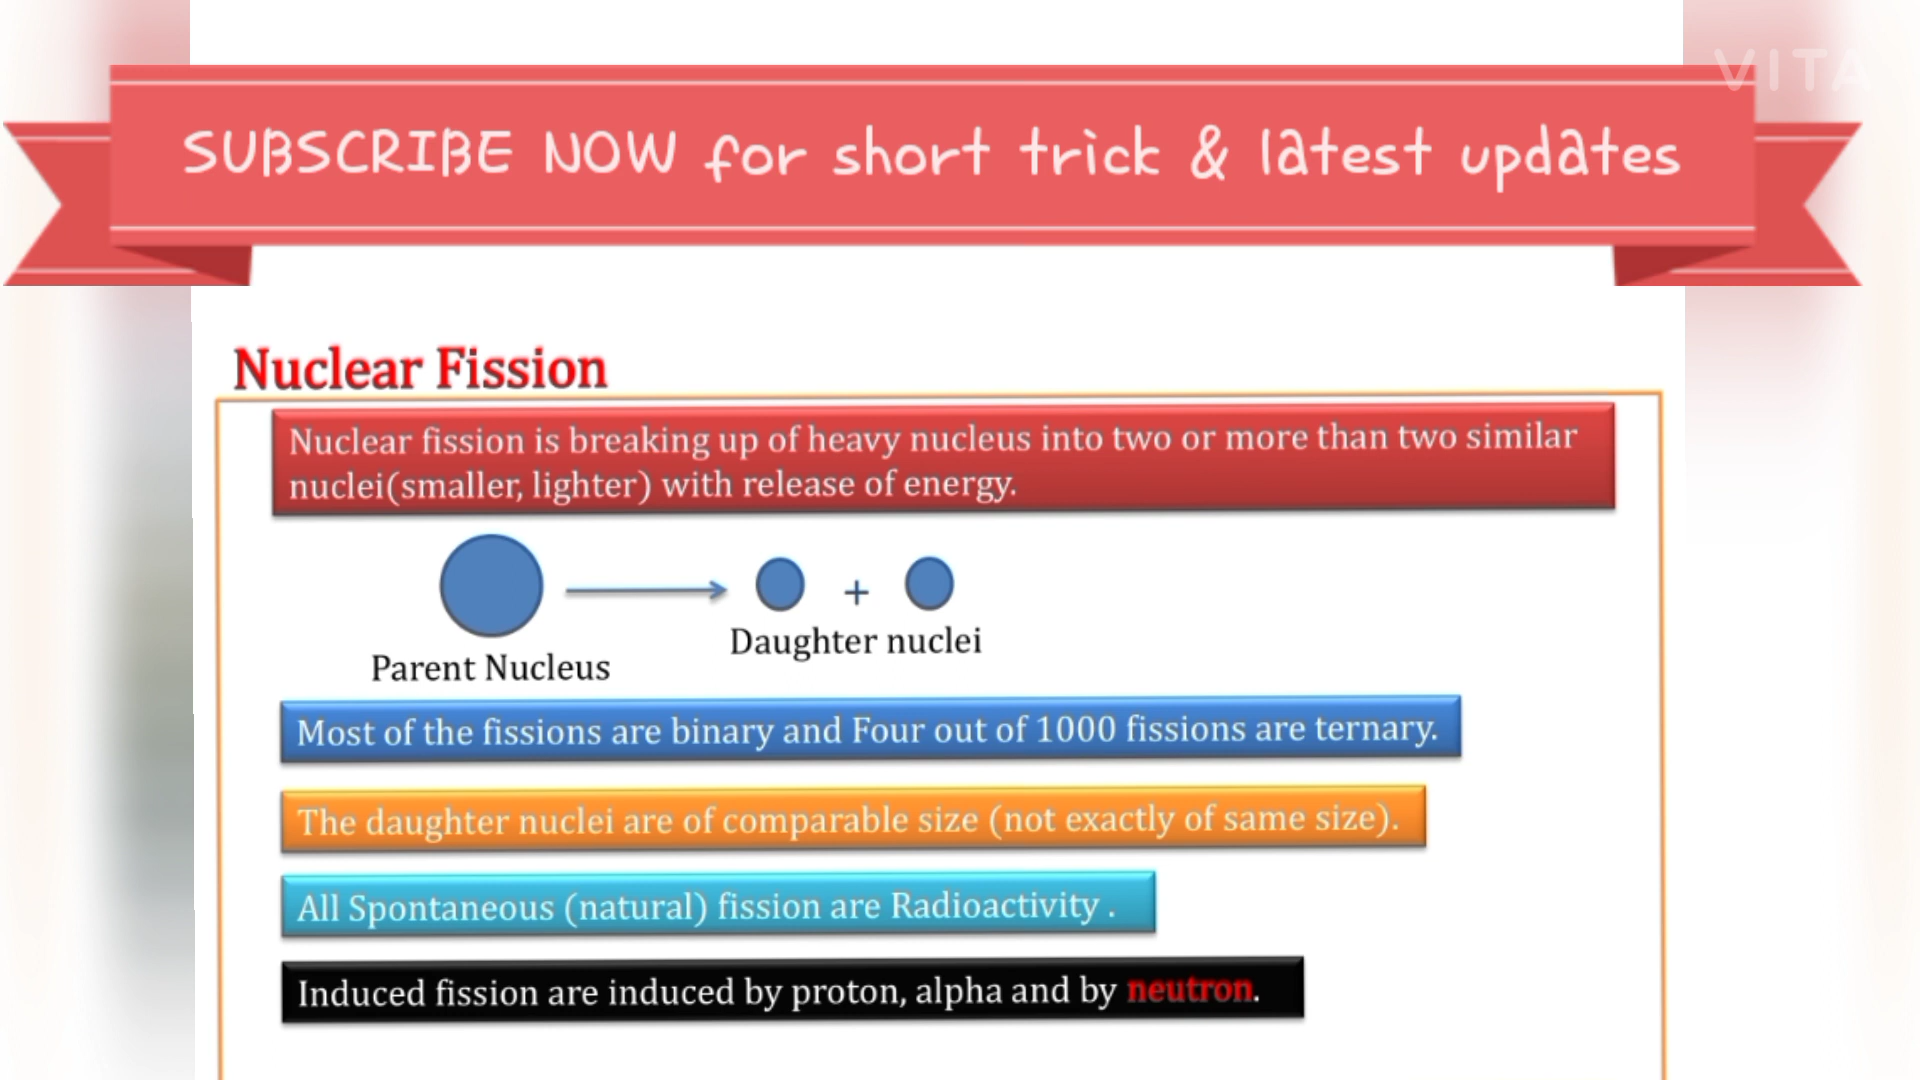 VITA
SUBSCRIBE NOW for short trick & latest updates
Nuclear Fission
Nuclear fission is breaking up of heavy nucleus into two or more than two similar
nuclei(smaller, lighter) with release of energy.
+
Parent Nucleus
Daughter nuclei
Most of the fissions are binary and Four out of 1000 fissions are ternary.
The daughter nuclei are of comparable size (not exactly of same size).
All Spontaneous (natural) fission are Radioactivity .
Induced fission are induced by proton, alpha and by neutron.